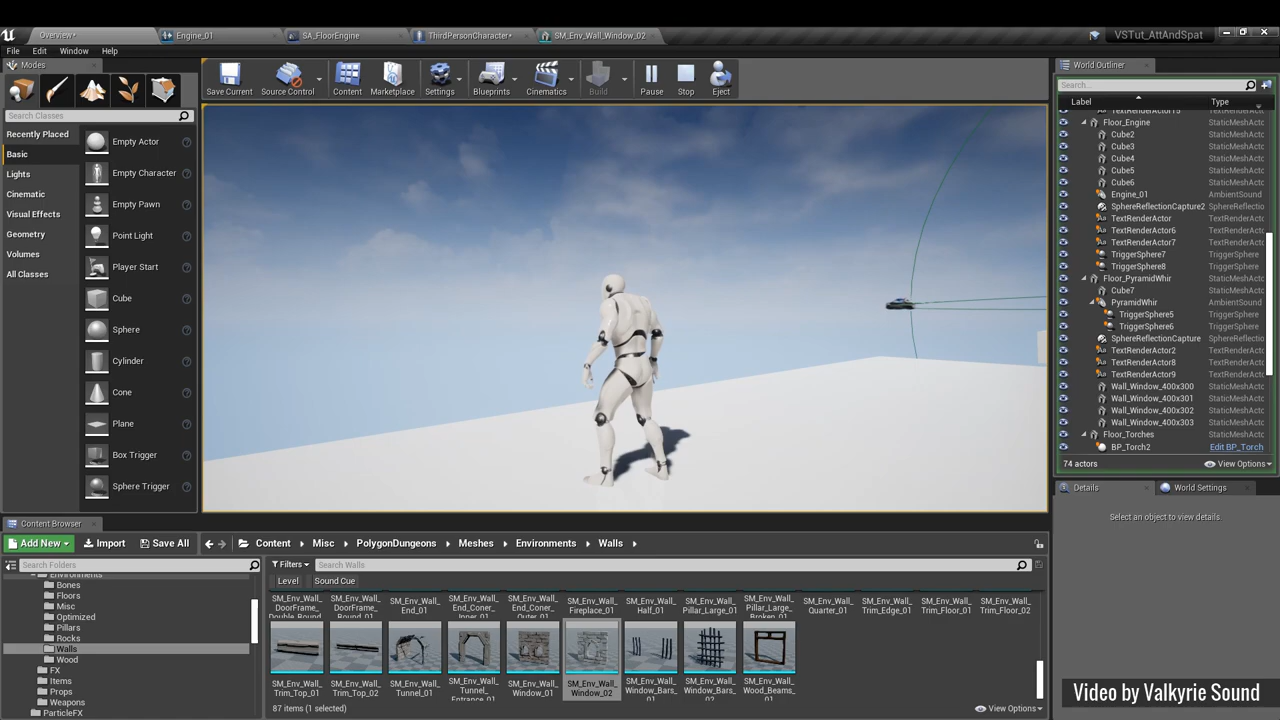 Overview*
Engine_01
SA_FloorEngine
ThirdPersonCharacter*
SM_Env_Wall_Window_02
VSTut_AttAndSpat
File Edit Window Help
Modes
Search Classes
Recently Placed
Basic
Lights
Cinematic
Visual Effects
Geometry
Volumes
All Classes
Empty Actor
Empty Character
Empty Pawn
Point Light
Player Start
Cube
Sphere
Cylinder
Cone
Plane
Box Trigger
Sphere Trigger
Save Current
Source Control
Content
Marketplace
Settings
Blueprints
Cinematics
Build
Pause
Stop
Eject
World Outliner
Search...
Label Type
TextRenderActor15 TextRenderActor
Floor_Engine StaticMeshActo
Cube2 StaticMeshActo
Cube3 StaticMeshActo
Cube4 StaticMeshActo
Cube5 StaticMeshActo
Cube6 StaticMeshActo
Engine_01 AmbientSound
SphereReflectionCapture2 SphereReflectio
TextRenderActor TextRenderActo
TextRenderActor6 TextRenderActo
TextRenderActor7 TextRenderActo
TriggerSphere7 TriggerSphere
TriggerSphere8 TriggerSphere
Floor_PyramidWhir StaticMeshActo
Cube7 StaticMeshActo
PyramidWhir AmbientSound
TriggerSphere5 TriggerSphere
TriggerSphere6 TriggerSphere
SphereReflectionCapture SphereReflectio
TextRenderActor2 TextRenderActo
TextRenderActor8 TextRenderActo
TextRenderActor9 TextRenderActo
Wall_Window_400x300 StaticMeshActo
Wall_Window_400x301 StaticMeshActo
Wall_Window_400x302 StaticMeshActo
Wall_Window_400x303 StaticMeshActo
Floor_Torches StaticMeshActo
BP_Torch2 Edit BP_Torch
74 actors
View Options
Details
World Settings
Select an object to view details.
Content Browser
Add New
Import
Save All
Content
Misc
PolygonDungeons
Meshes
Environments
Walls
Search Folders
Environments
Bones
Floors
Misc
Optimized
Pillars
Rocks
Walls
Wood
FX
Items
Props
Weapons
ParticleFX
Filters
Search Walls
Level
Sound Cue
SM_Env_Wall_DoorFrame_Double_Round
SM_Env_Wall_DoorFrame_Round_01
SM_Env_Wall_End_01
SM_Env_Wall_End_Coner_Inner_01
SM_Env_Wall_End_Coner_Outer_01
SM_Env_Wall_Fireplace_01
SM_Env_Wall_Half_01
SM_Env_Wall_Pillar_Large_01
SM_Env_Wall_Pillar_Large_Broken_01
SM_Env_Wall_Quarter_01
SM_Env_Wall_Trim_Edge_01
SM_Env_Wall_Trim_Floor_01
SM_Env_Wall_Trim_Floor_02
SM_Env_Wall_Trim_Top_01
SM_Env_Wall_Trim_Top_02
SM_Env_Wall_Tunnel_01
SM_Env_Wall_Tunnel_Entrance_01
SM_Env_Wall_Window_01
SM_Env_Wall_Window_02
SM_Env_Wall_Window_Bars_01
SM_Env_Wall_Window_Bars_02
SM_Env_Wall_Wood_Beams_01
87 items (1 selected)
View Options
Video by Valkyrie Sound